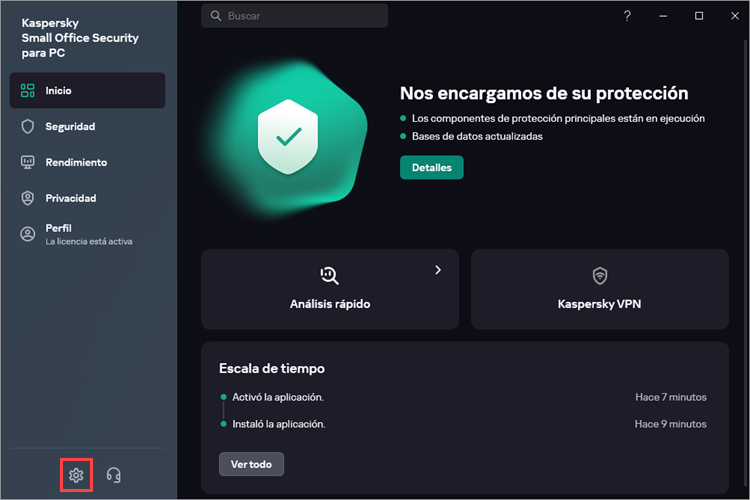 Kaspersky
Small Office Security
para PC
Buscar
?
Inicio
Seguridad
Rendimiento
Privacidad
Perfil
La licencia está activa
Nos encargamos de su protección
Los componentes de protección principales están en ejecución
Bases de datos actualizadas
Detalles
Análisis rápido
Kaspersky VPN
Escala de tiempo
Activó la aplicación. Hace 7 minutos
Instaló la aplicación. Hace 9 minutos
Ver todo